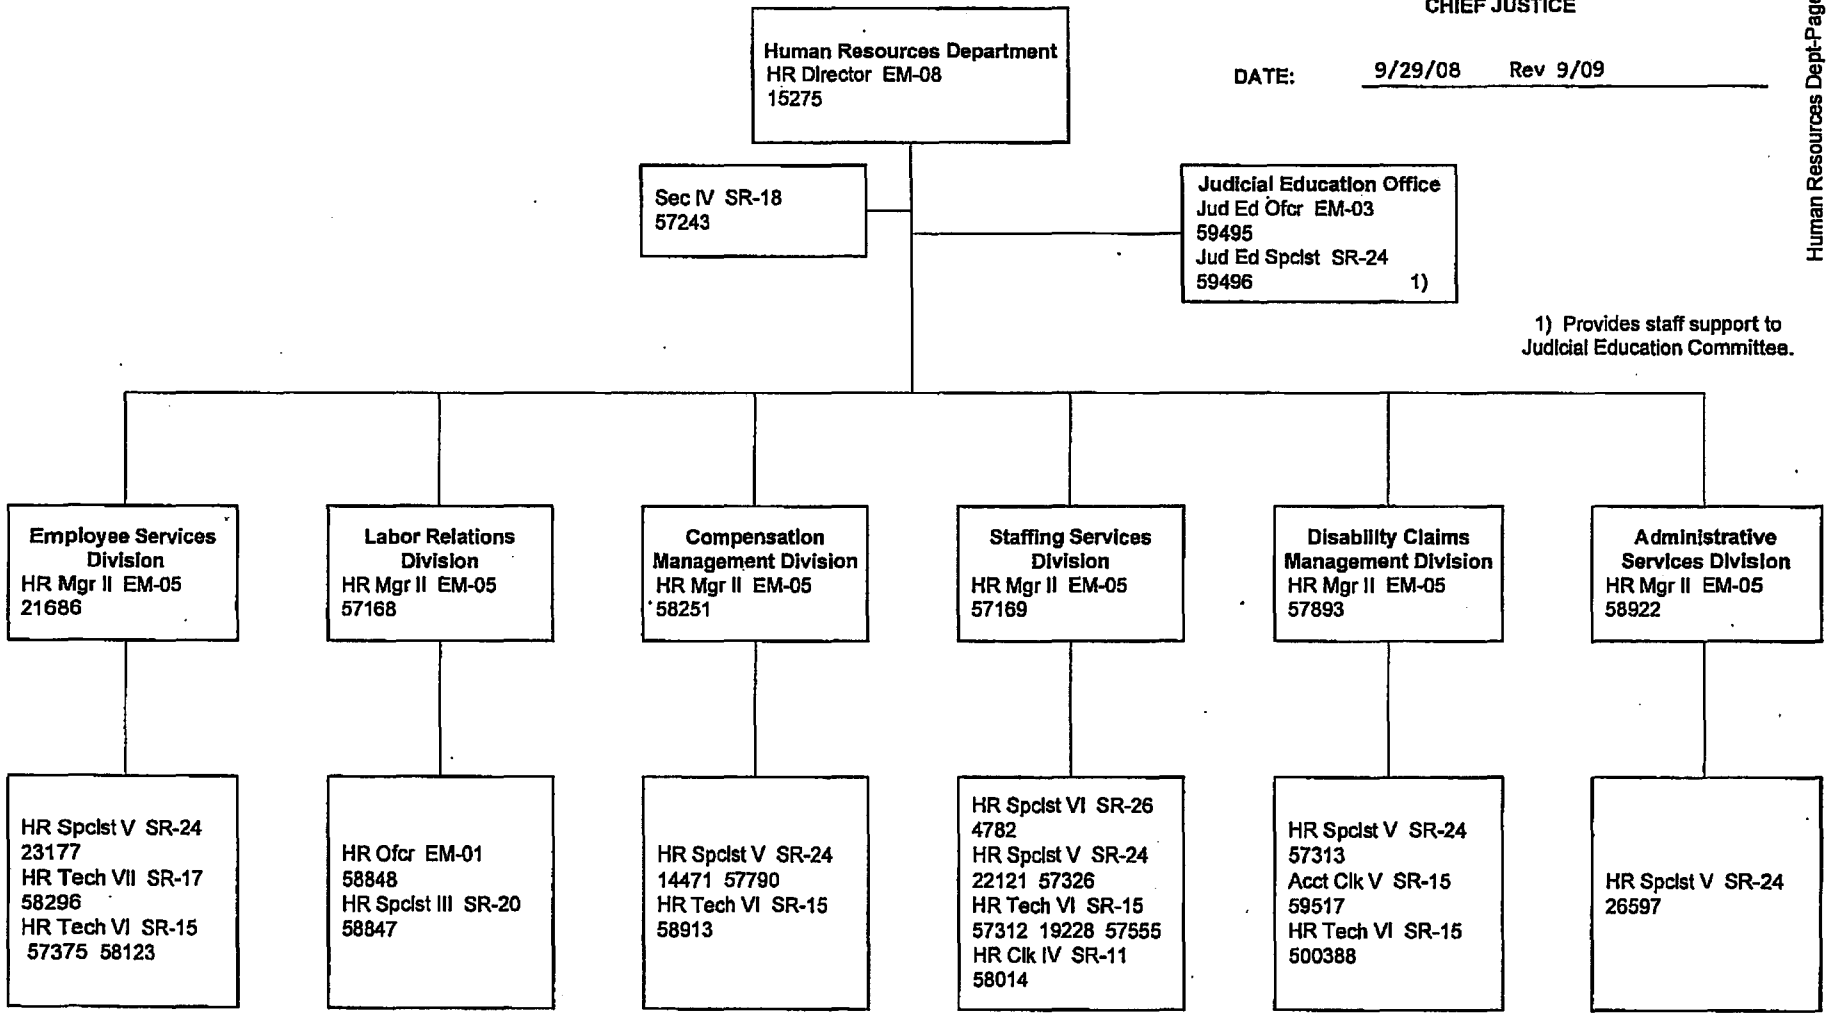 CHIEF JUSTICE
DATE: 9/29/08 Rev 9/09
Human Resources Dept-Page
Human Resources Department
HR Director EM-08
15275
Sec IV SR-18
57243
Judicial Education Office
Jud Ed Ofcr EM-03
59495
Jud Ed Spclst SR-24
59496 1)
1) Provides staff support to
Judicial Education Committee.
Employee Services
Division
HR Mgr II EM-05
21686
Labor Relations
Division
HR Mgr II EM-05
57168
Compensation
Management Division
HR Mgr II EM-05
58251
Staffing Services
Division
HR Mgr II EM-05
57169
Disability Claims
Management Division
HR Mgr II EM-05
57893
Administrative
Services Division
HR Mgr II EM-05
58922
HR Spclst V SR-24
23177
HR Tech VII SR-17
58296
HR Tech VI SR-15
57375 58123
HR Ofcr EM-01
58848
HR Spclst III SR-20
58847
HR Spclst V SR-24
14471 57790
HR Tech VI SR-15
58913
HR Spclst VI SR-26
4782
HR Spclst V SR-24
22121 57326
HR Tech VI SR-15
57312 19228 57555
HR Clk IV SR-11
58014
HR Spclst V SR-24
57313
Acct Clk V SR-15
59517
HR Tech VI SR-15
500388
HR Spclst V SR-24
26597